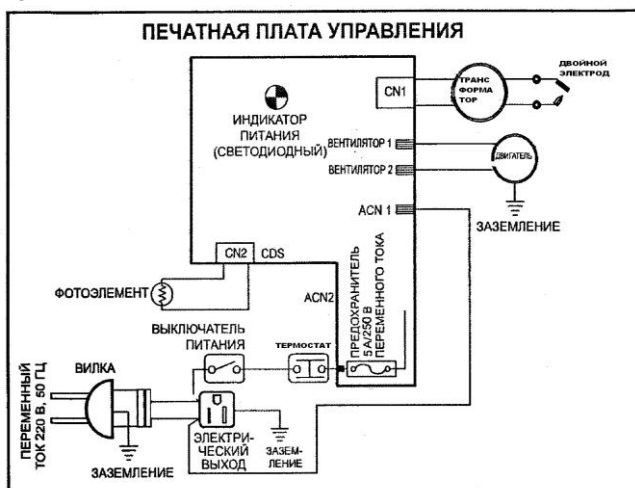 ПЕЧАТНАЯ ПЛАТА УПРАВЛЕНИЯ
ИНДИКАТОР
ПИТАНИЯ
(СВЕТОДИОДНЫЙ)
CN1
ТРАНС
ФОРМА
ТОР
ДВОЙНОЙ
ЭЛЕКТРОД
ВЕНТИЛЯТОР 1
ВЕНТИЛЯТОР 2
ДВИГАТЕЛЬ
ACN 1
ЗАЗЕМЛЕНИЕ
CN2
CDS
ФОТОЭЛЕМЕНТ
ACN2
ПРЕДОХРАНИТЕЛЬ
5 А/250 В
ПЕРЕМЕННОГО ТОКА
ВЫКЛЮЧАТЕЛЬ
ПИТАНИЯ
ТЕРМОСТАТ
ПЕРЕМЕННЫЙ
ТОК 220 В, 50 ГЦ
ВИЛКА
ЗАЗЕМЛЕНИЕ
ЭЛЕКТРИ-
ЧЕСКИЙ
ВЫХОД
ЗАЗЕМ-
ЛЕНИЕ